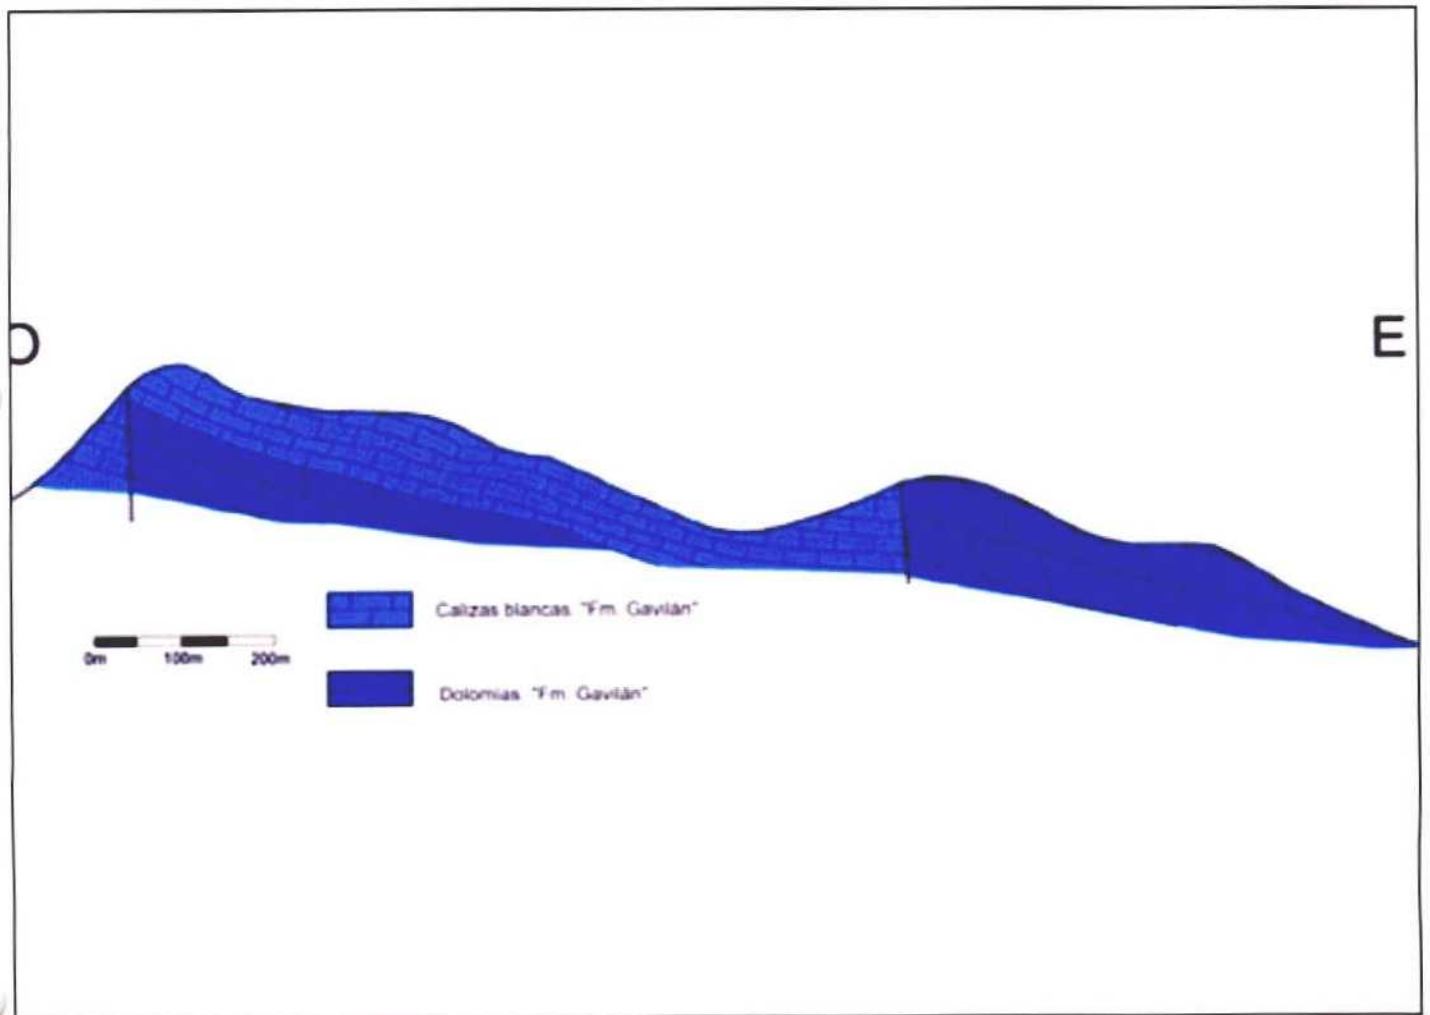 O
E
Calizas blancas "Fm. Gavilán"
0m 100m 200m
Dolomias "Fm. Gavilán"